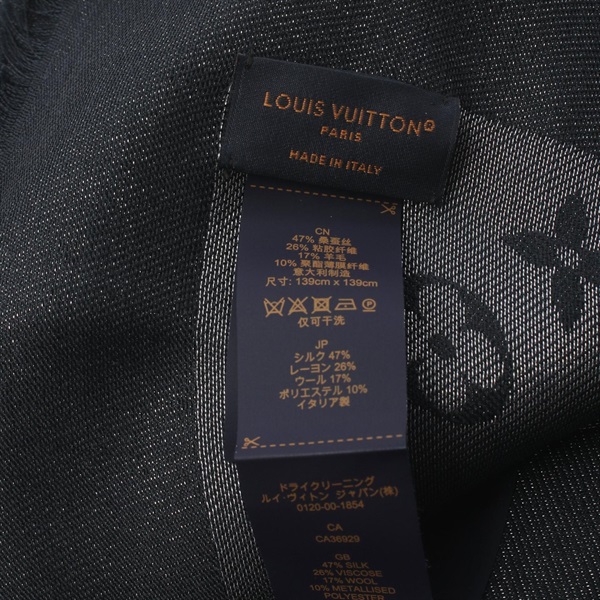 LOUIS VUITTON®
PARIS
MADE IN ITALY
CN
47% 桑蚕丝
26% 粘胶纤维
17% 羊毛
10% 聚酯薄膜纤维
意大利制造
尺寸: 139cm x 139cm
仅可干洗
JP
シルク 47%
レーヨン 26%
ウール 17%
ポリエステル 10%
イタリア製
ドライクリーニング
ルイ・ヴィトン ジャパン(株)
0120-00-1854
CA
CA36929
GB
47% SILK
26% VISCOSE
17% WOOL
10% METALLISED
POLYESTER